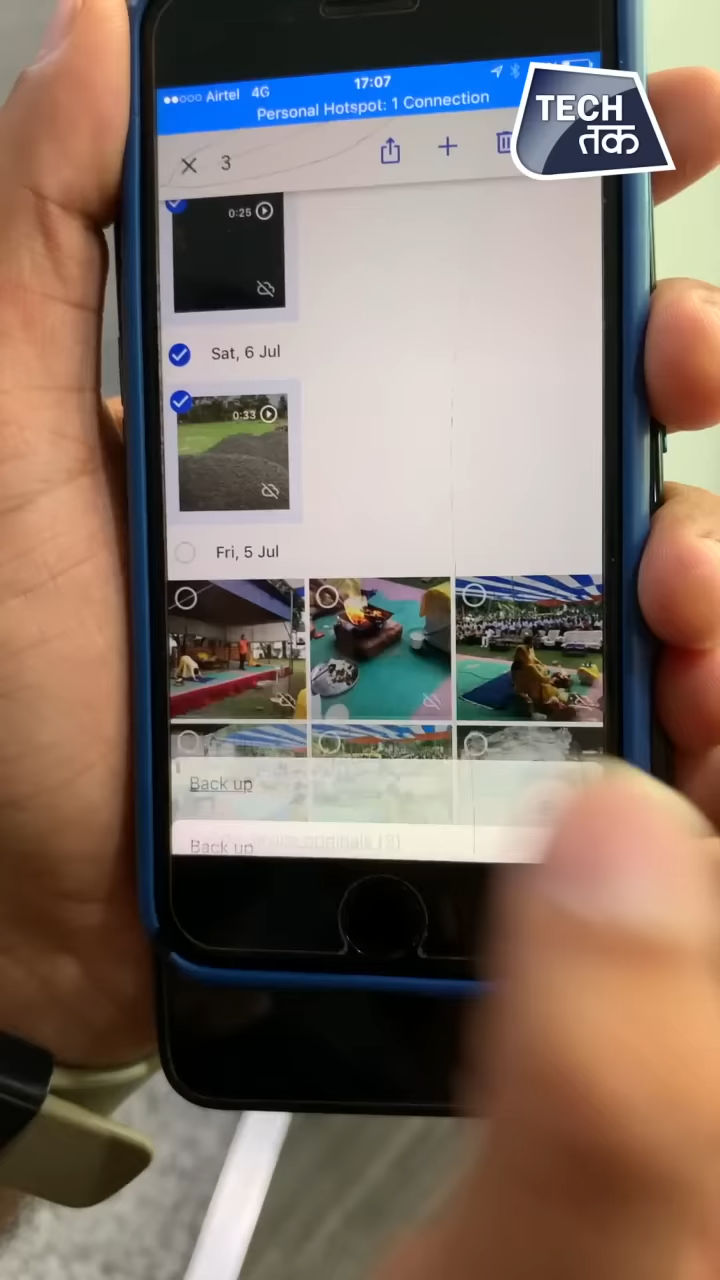 Airtel 4G 17:07
Personal Hotspot: 1 Connection
TECH
तक
3
0:25
Sat, 6 Jul
0:33
Fri, 5 Jul
Back up
Back up